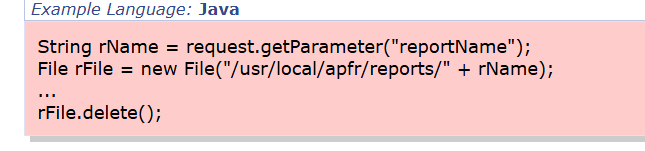 Example Language: Java
String rName = request.getParameter("reportName");
File rFile = new File("/usr/local/apfr/reports/" + rName);
...
rFile.delete();